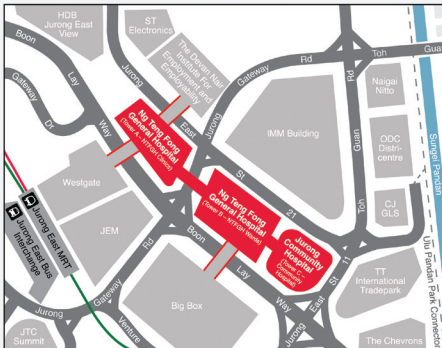 HDB
Jurong East
View
ST
Electronics
The Devan Nair
Institute For
Employment and
Employability
Boon
Lay
Way
Gateway
Dr
Jurong
East
St
21
Jurong
Gateway
Rd
Toh
Guan
Rd
Toh
Guan
Naigai
Nitto
ODC
Distri-
centre
CJ
GLS
Sungei Pandan
Ulu Pandan Park Connector
IMM Building
Ng Teng Fong
General Hospital
(Tower A – NTFGH Clinics)
Ng Teng Fong
General Hospital
(Tower B – NTFGH Wards)
Jurong
Community
Hospital
(Tower C –
Community
Hospital)
Westgate
JEM
Jurong East MRT
Jurong East Bus
Interchange
Boon
Lay
Way
Jurong
East
St
11
TT
International
Tradepark
The Chevrons
Big Box
Jurong
Gateway
Rd
Venture
JTC
Summit